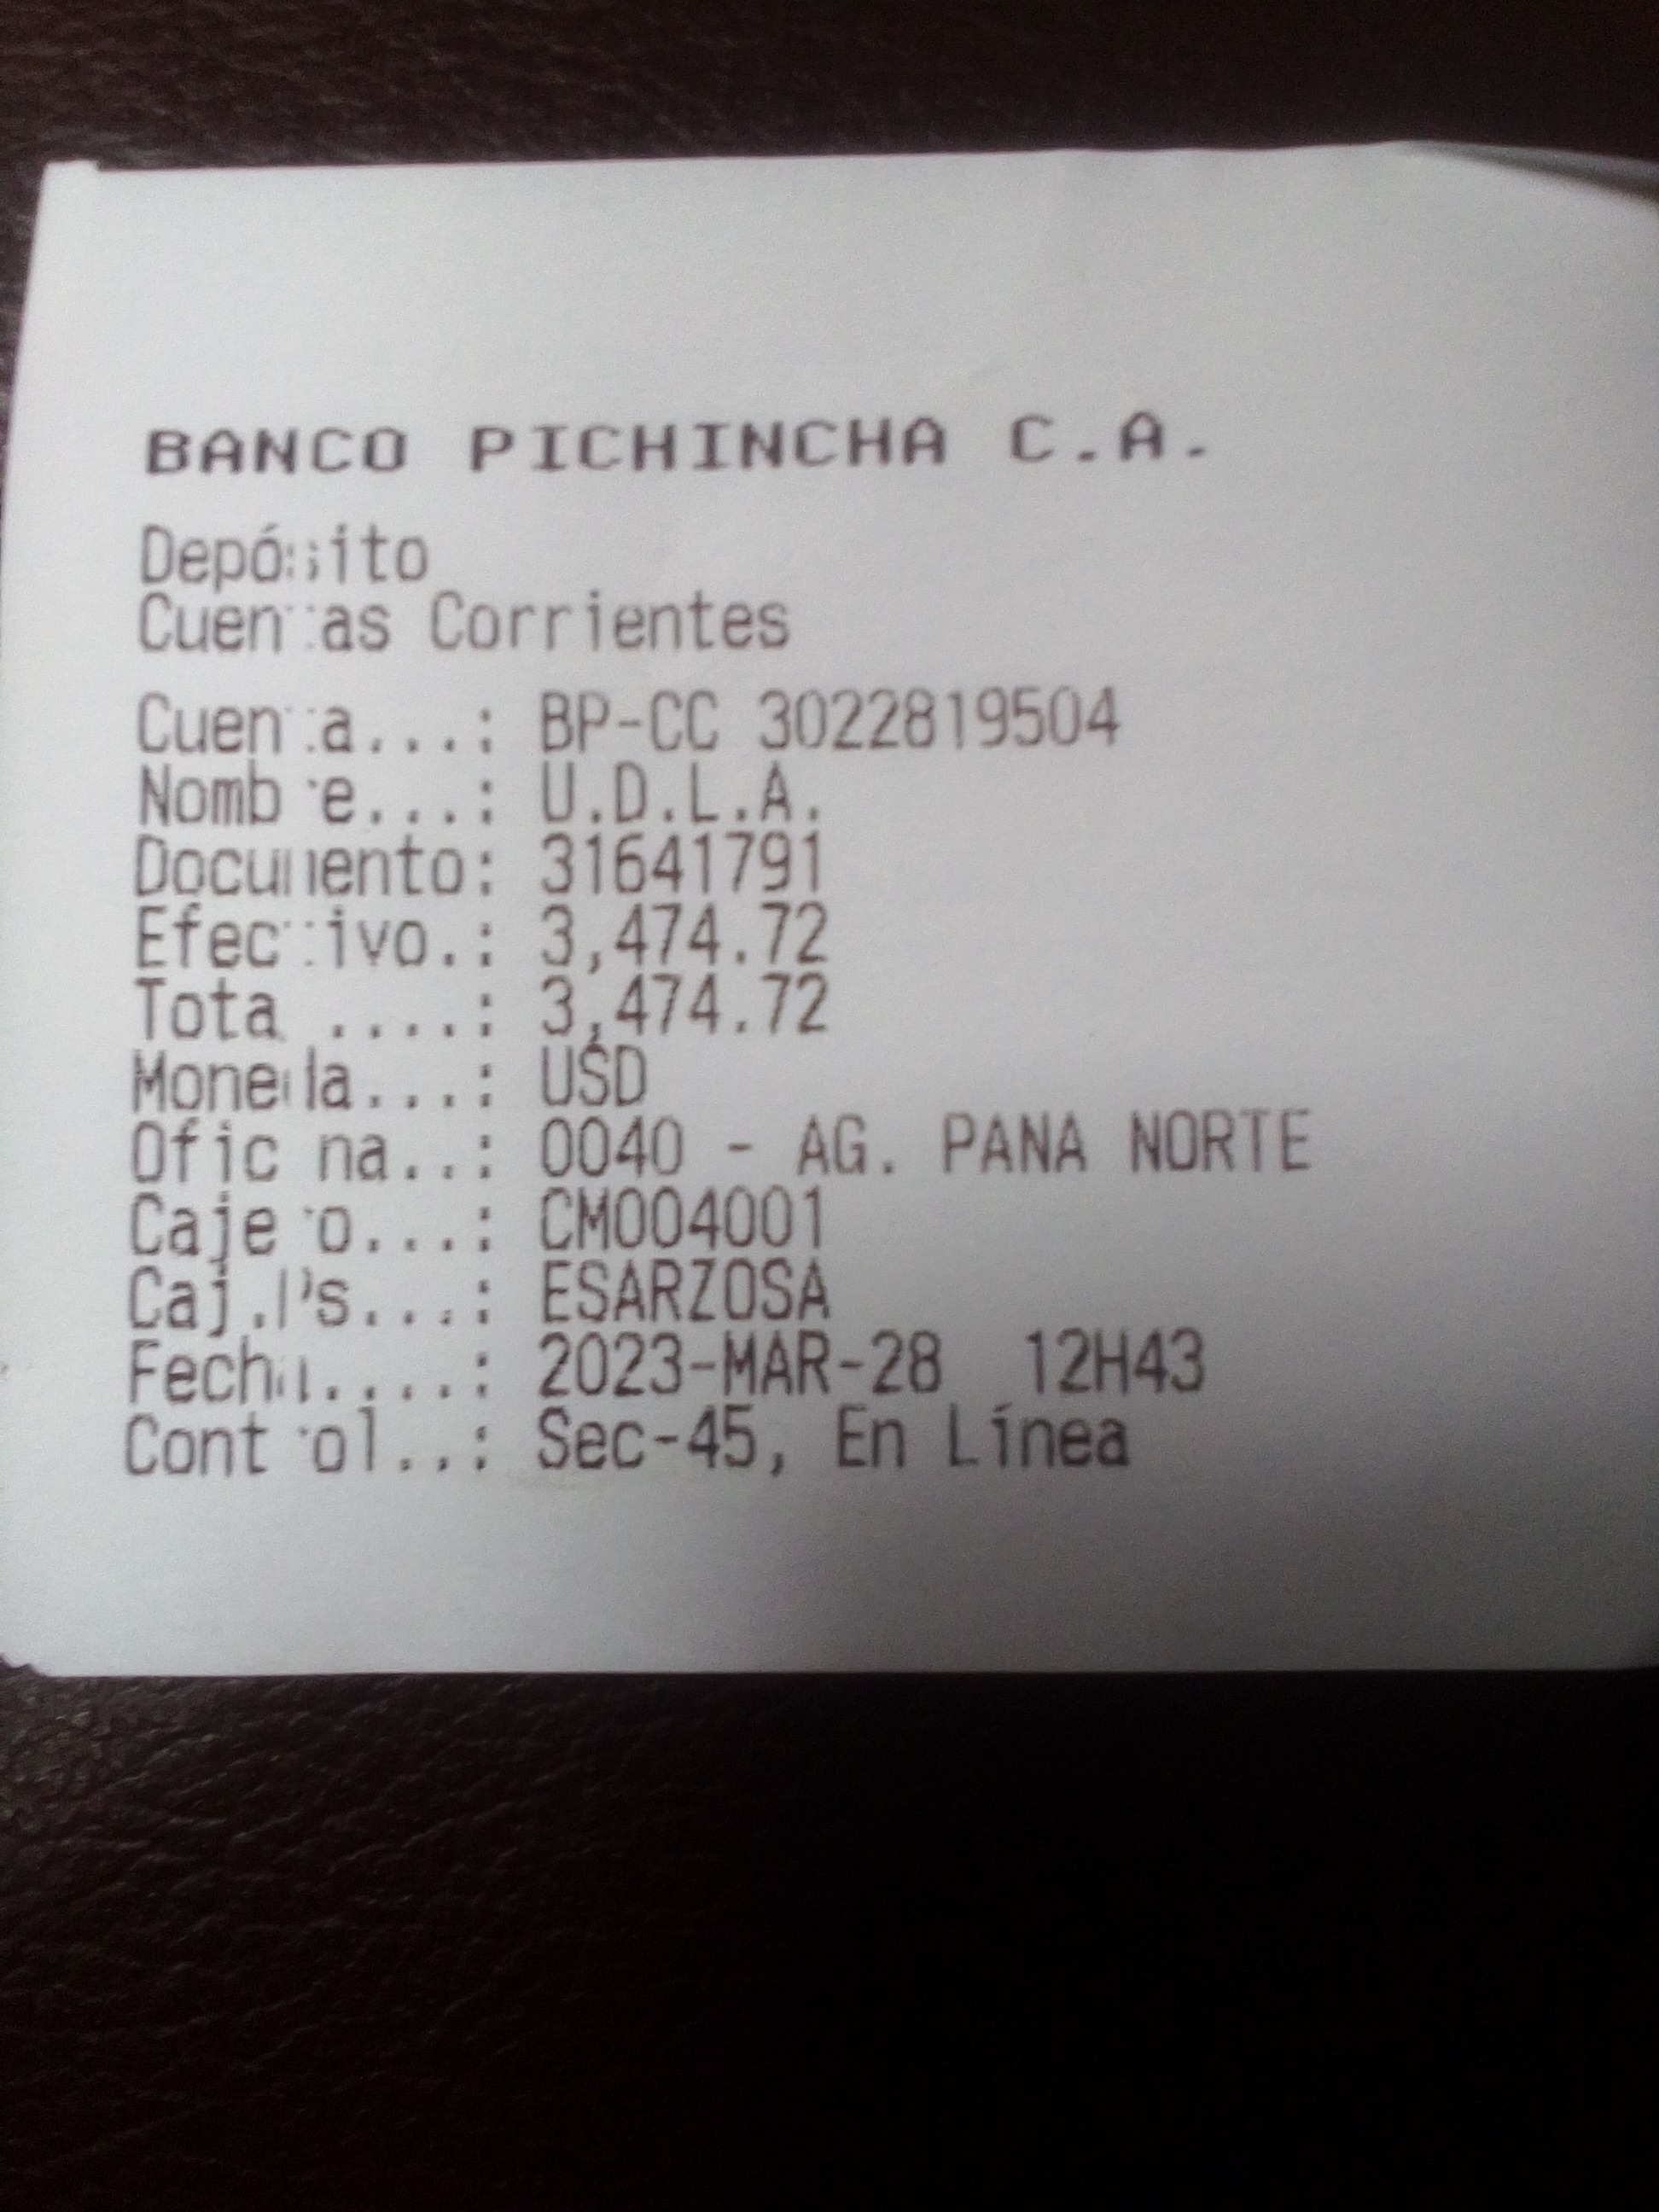 BANCO PICHINCHA C.A.
Depósito
Cuentas Corrientes
Cuenta...: BP-CC 3022819504
Nombre...: U.D.L.A.
Documento: 31641791
Efectivo.: 3,474.72
Total....: 3,474.72
Moneda...: USD
Oficina..: 0040 - AG. PANA NORTE
Cajero...: CM004001
Caj.Ps...: ESARZOSA
Fecha....: 2023-MAR-28 12H43
Control..: Sec-45, En Línea